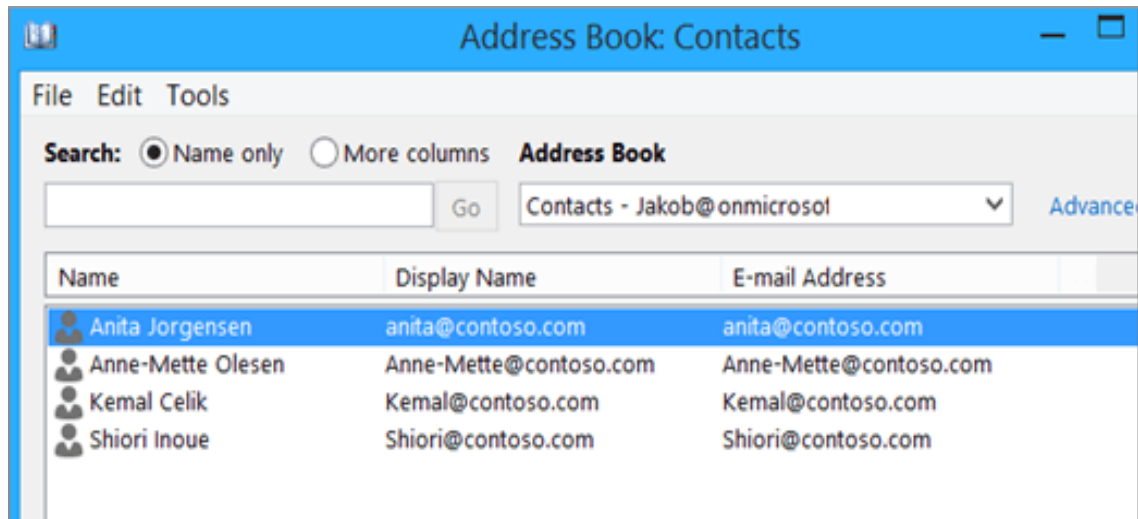 Address Book: Contacts
File Edit Tools
Search: Name only More columns Address Book
Go Contacts - Jakob@onmicrosof Advance
Name Display Name E-mail Address
Anita Jorgensen anita@contoso.com anita@contoso.com
Anne-Mette Olesen Anne-Mette@contoso.com Anne-Mette@contoso.com
Kemal Celik Kemal@contoso.com Kemal@contoso.com
Shiori Inoue Shiori@contoso.com Shiori@contoso.com